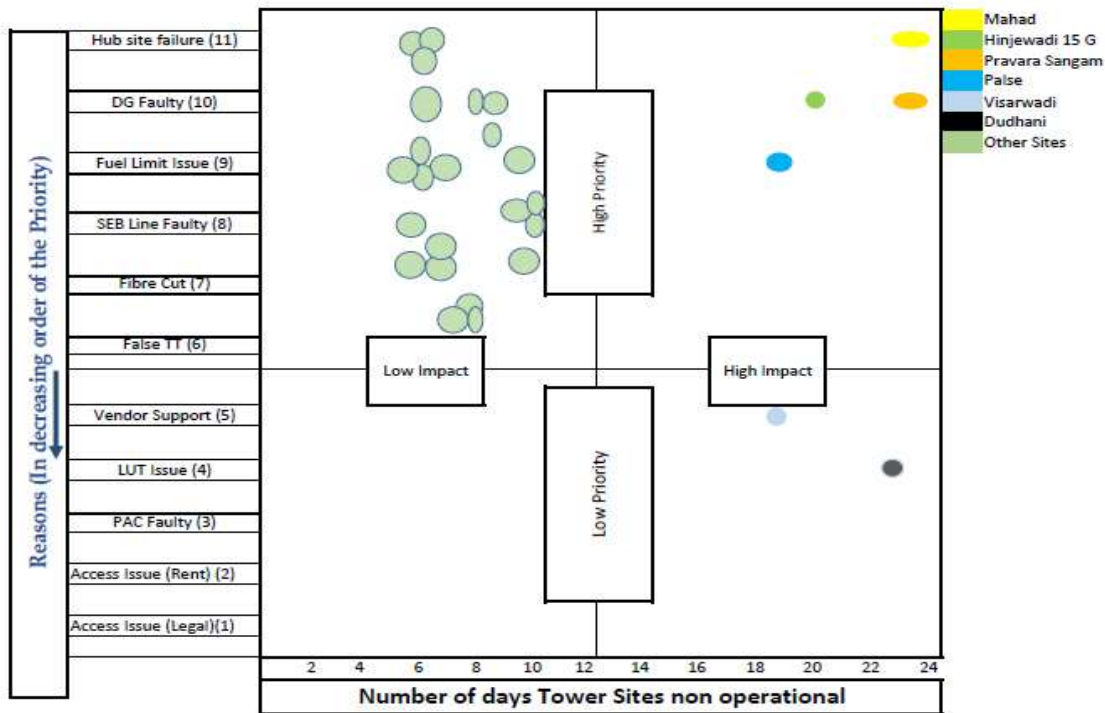 Reasons (In decreasing order of the Priority)
Hub site failure (11)
DG Faulty (10)
Fuel Limit Issue (9)
SEB Line Faulty (8)
Fibre Cut (7)
False TT (6)
Vendor Support (5)
LUT Issue (4)
PAC Faulty (3)
Access Issue (Rent) (2)
Access Issue (Legal)(1)
High Priority
Low Impact
High Impact
Low Priority
2 4 6 8 10 12 14 16 18 20 22 24
Number of days Tower Sites non operational
Mahad
Hinjewadi 15 G
Pravara Sangam
Palse
Visarwadi
Dudhani
Other Sites